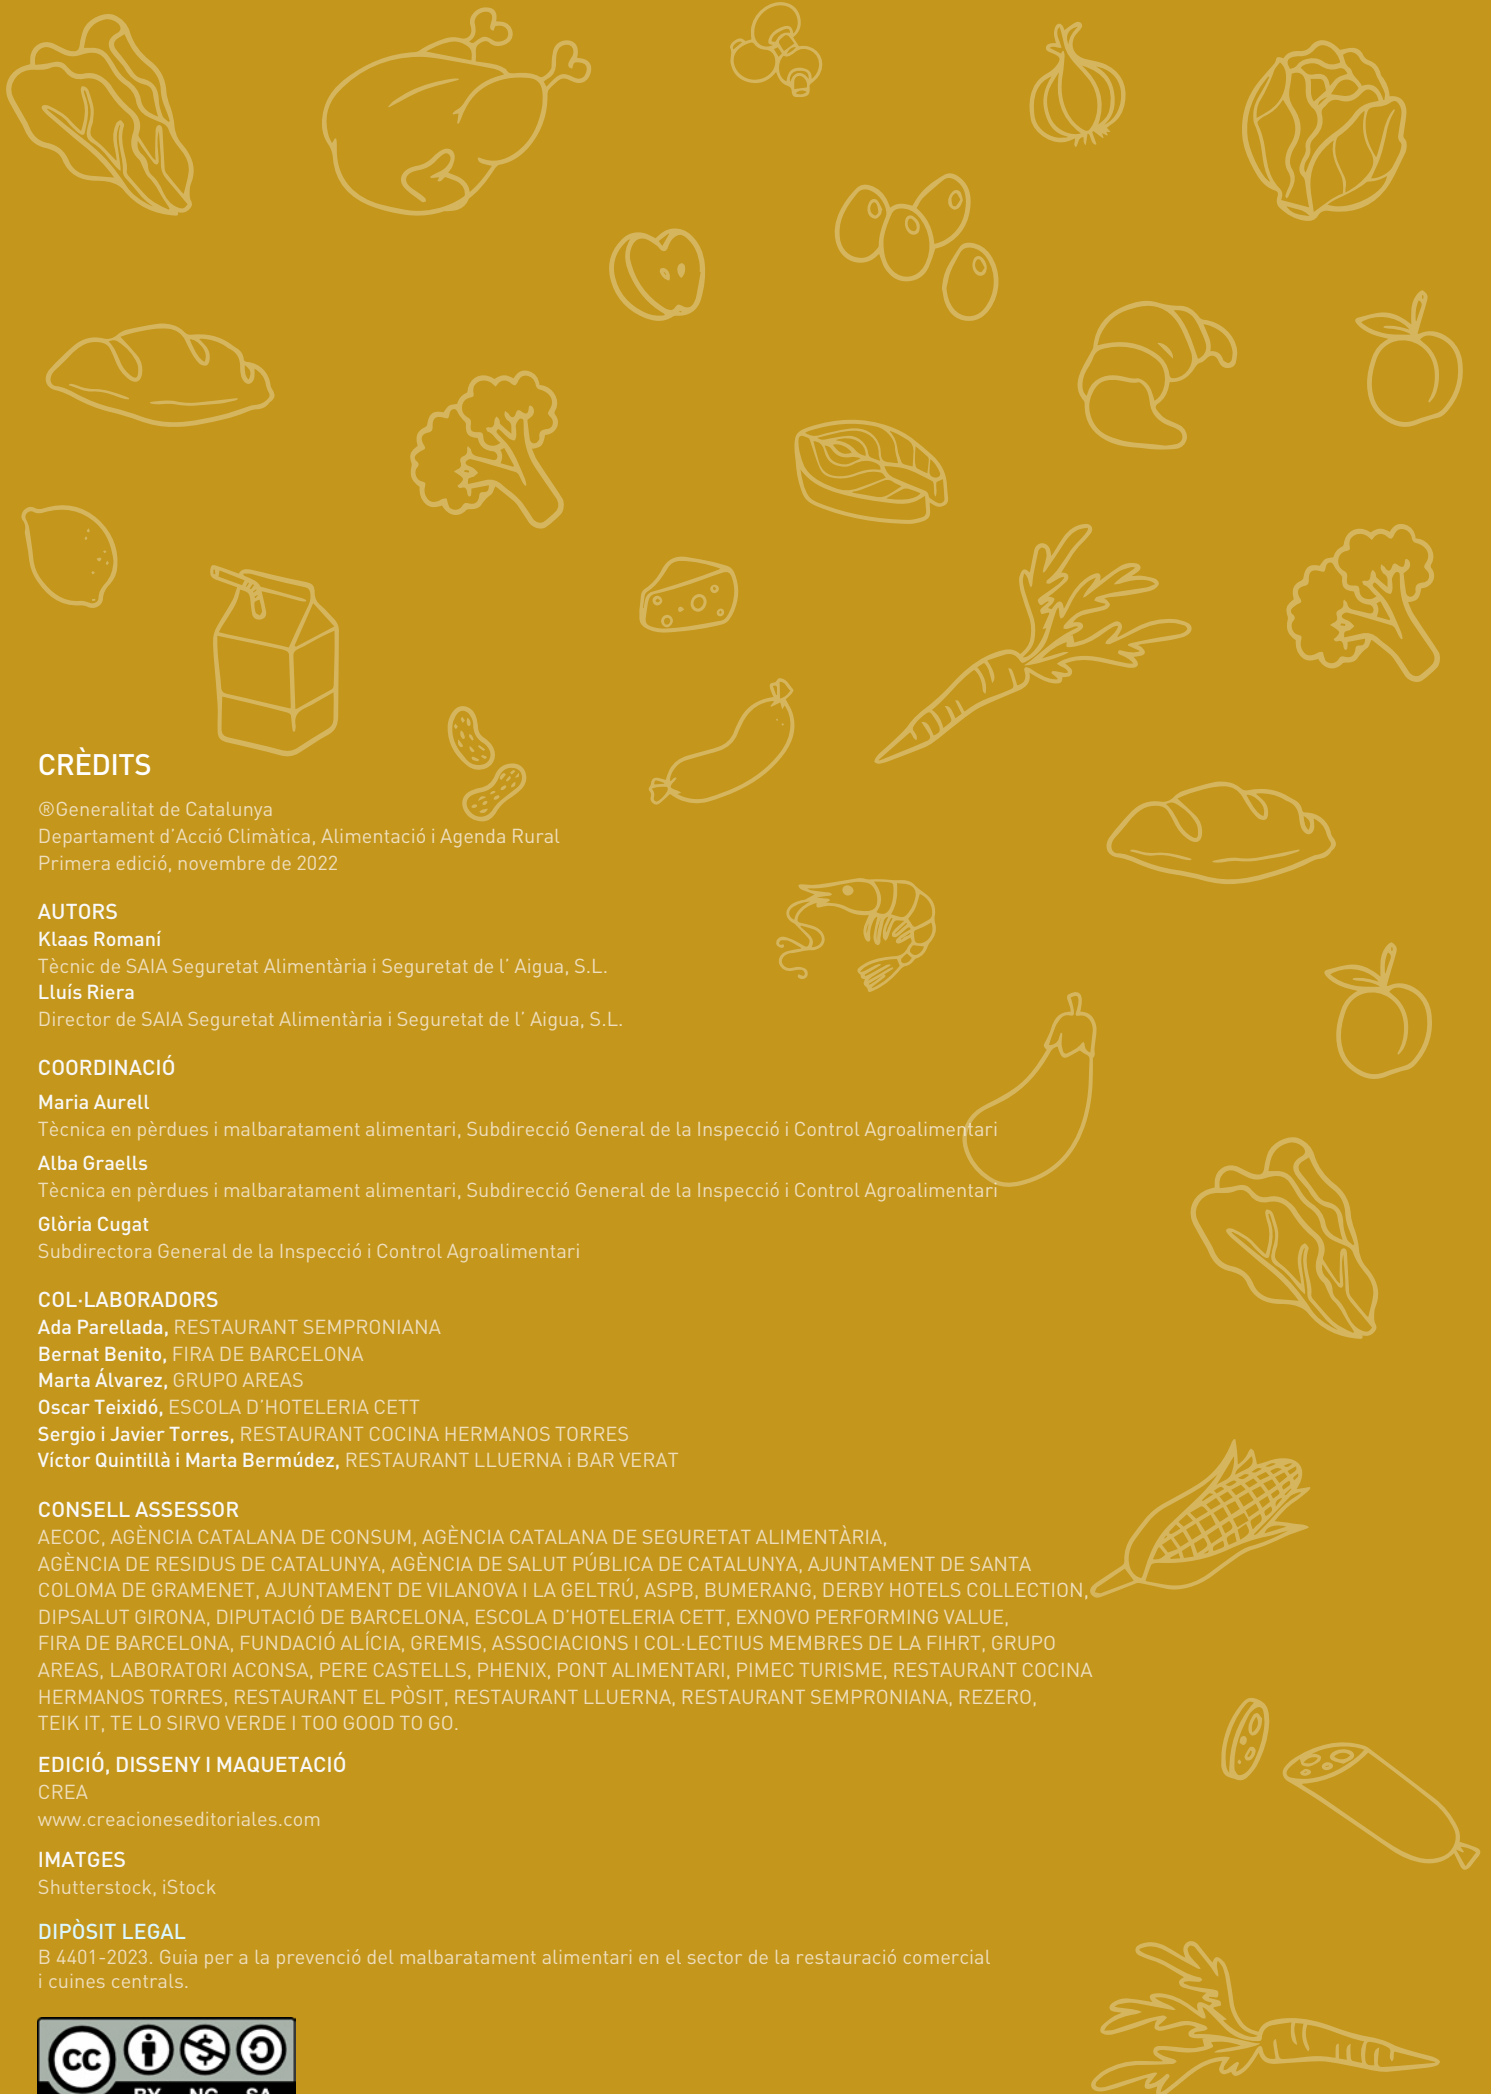 CRÈDITS
®Generalitat de Catalunya
Departament d’Acció Climàtica, Alimentació i Agenda Rural
Primera edició, novembre de 2022
AUTORS
Klaas Romaní
Tècnic de SAIA Seguretat Alimentària i Seguretat de l’ Aigua, S.L.
Lluís Riera
Director de SAIA Seguretat Alimentària i Seguretat de l’ Aigua, S.L.
COORDINACIÓ
Maria Aurell
Tècnica en pèrdues i malbaratament alimentari, Subdirecció General de la Inspecció i Control Agroalimentari
Alba Graells
Tècnica en pèrdues i malbaratament alimentari, Subdirecció General de la Inspecció i Control Agroalimentari
Glòria Cugat
Subdirectora General de la Inspecció i Control Agroalimentari
COL·LABORADORS
Ada Parellada, RESTAURANT SEMPRONIANA
Bernat Benito, FIRA DE BARCELONA
Marta Álvarez, GRUPO AREAS
Oscar Teixidó, ESCOLA D’HOTELERIA CETT
Sergio i Javier Torres, RESTAURANT COCINA HERMANOS TORRES
Víctor Quintillà i Marta Bermúdez, RESTAURANT LLUERNA i BAR VERAT
CONSELL ASSESSOR
AECOC, AGÈNCIA CATALANA DE CONSUM, AGÈNCIA CATALANA DE SEGURETAT ALIMENTÀRIA,
AGÈNCIA DE RESIDUS DE CATALUNYA, AGÈNCIA DE SALUT PÚBLICA DE CATALUNYA, AJUNTAMENT DE SANTA
COLOMA DE GRAMENET, AJUNTAMENT DE VILANOVA I LA GELTRÚ, ASPB, BUMERANG, DERBY HOTELS COLLECTION,
DIPSALUT GIRONA, DIPUTACIÓ DE BARCELONA, ESCOLA D’HOTELERIA CETT, EXNOVO PERFORMING VALUE,
FIRA DE BARCELONA, FUNDACIÓ ALÍCIA, GREMIS, ASSOCIACIONS I COL·LECTIUS MEMBRES DE LA FIHRT, GRUPO
AREAS, LABORATORI ACONSA, PERE CASTELLS, PHENIX, PONT ALIMENTARI, PIMEC TURISME, RESTAURANT COCINA
HERMANOS TORRES, RESTAURANT EL PÒSIT, RESTAURANT LLUERNA, RESTAURANT SEMPRONIANA, REZERO,
TEIK IT, TE LO SIRVO VERDE I TOO GOOD TO GO.
EDICIÓ, DISSENY I MAQUETACIÓ
CREA
www.creacioneseditoriales.com
IMATGES
Shutterstock, iStock
DIPÒSIT LEGAL
B 4401-2023. Guia per a la prevenció del malbaratament alimentari en el sector de la restauració comercial
i cuines centrals.
cc
BY NC SA